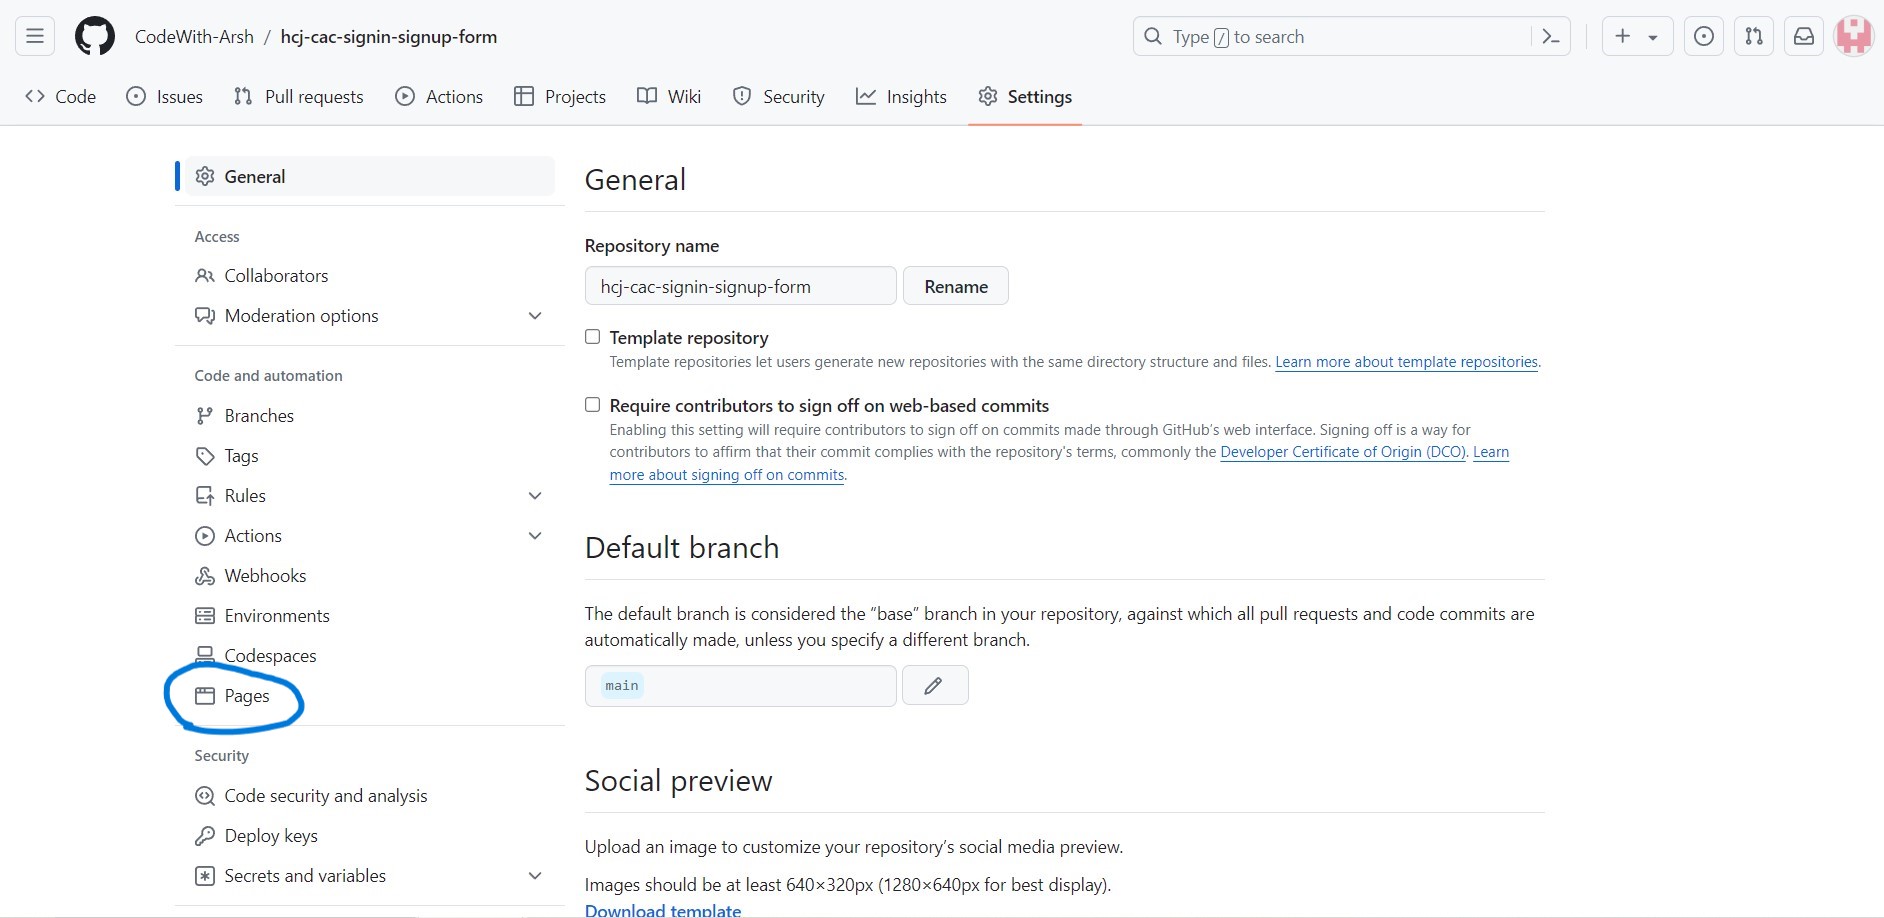 CodeWith-Arsh / hcj-cac-signin-signup-form
Type / to search
Code Issues Pull requests Actions Projects Wiki Security Insights Settings
General
Access
Collaborators
Moderation options
Code and automation
Branches
Tags
Rules
Actions
Webhooks
Environments
Codespaces
Pages
Security
Code security and analysis
Deploy keys
Secrets and variables
General
Repository name
hcj-cac-signin-signup-form Rename
Template repository
Template repositories let users generate new repositories with the same directory structure and files. Learn more about template repositories.
Require contributors to sign off on web-based commits
Enabling this setting will require contributors to sign off on commits made through GitHub's web interface. Signing off is a way for
contributors to affirm that their commit complies with the repository's terms, commonly the Developer Certificate of Origin (DCO). Learn
more about signing off on commits.
Default branch
The default branch is considered the “base” branch in your repository, against which all pull requests and code commits are
automatically made, unless you specify a different branch.
main
Social preview
Upload an image to customize your repository’s social media preview.
Images should be at least 640×320px (1280×640px for best display).
Download template